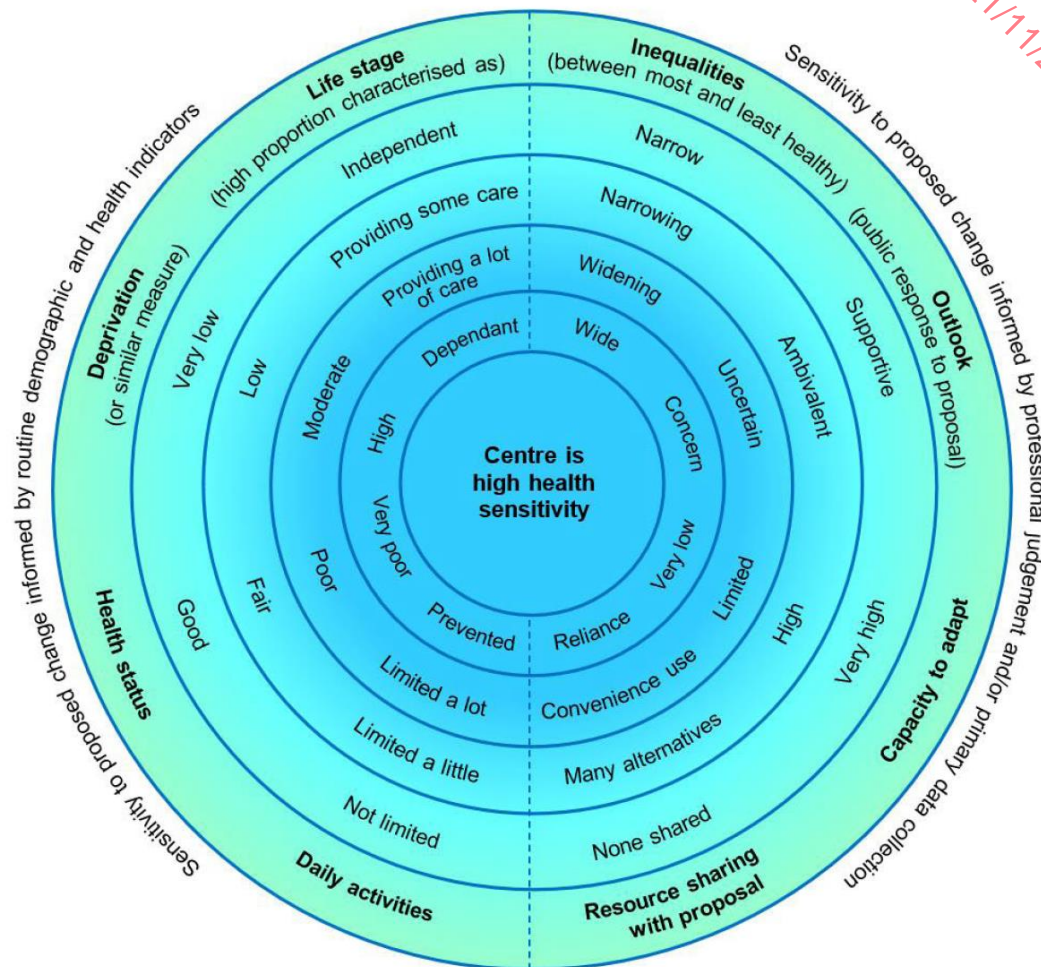 Sensitivity to proposed change informed by routine demographic and health indicators
Sensitivity to proposed change informed by professional judgement and/or primary data collection
Life stage
(high proportion characterised as)
Independent
Providing some care
Providing a lot
of care
Dependant
Inequalities
(between most and least healthy)
Narrow
Narrowing
Widening
Wide
Deprivation
(or similar measure)
Very low
Low
Moderate
High
Outlook
(public response to proposal)
Supportive
Ambivalent
Uncertain
Concern
Centre is
high health
sensitivity
Health status
Good
Fair
Poor
Very poor
Capacity to adapt
Very high
High
Limited
Very low
Daily activities
Not limited
Limited a little
Limited a lot
Prevented
Resource sharing
with proposal
None shared
Many alternatives
Convenience use
Reliance